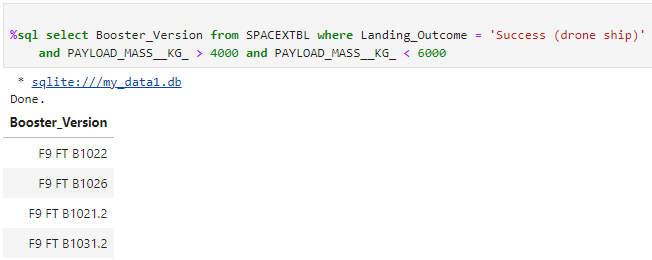 %sql select Booster_Version from SPACEXTBL where Landing_Outcome = 'Success (drone ship)'
and PAYLOAD_MASS__KG_ > 4000 and PAYLOAD_MASS__KG_ < 6000
* sqlite:///my_data1.db
Done.
Booster_Version
F9 FT B1022
F9 FT B1026
F9 FT B1021.2
F9 FT B1031.2